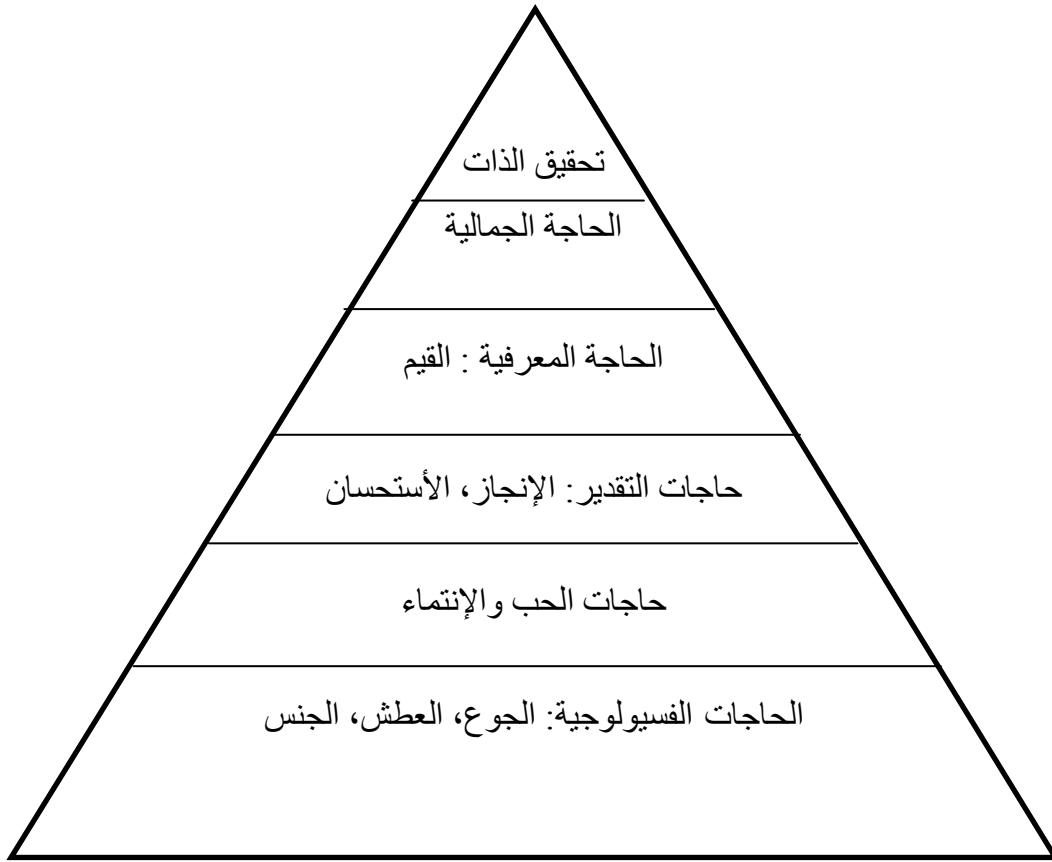 تحقيق الذات
الحاجة الجمالية
الحاجة المعرفية : القيم
حاجات التقدير: الإنجاز، الأستحسان
حاجات الحب والإنتماء
الحاجات الفسيولوجية: الجوع، العطش، الجنس